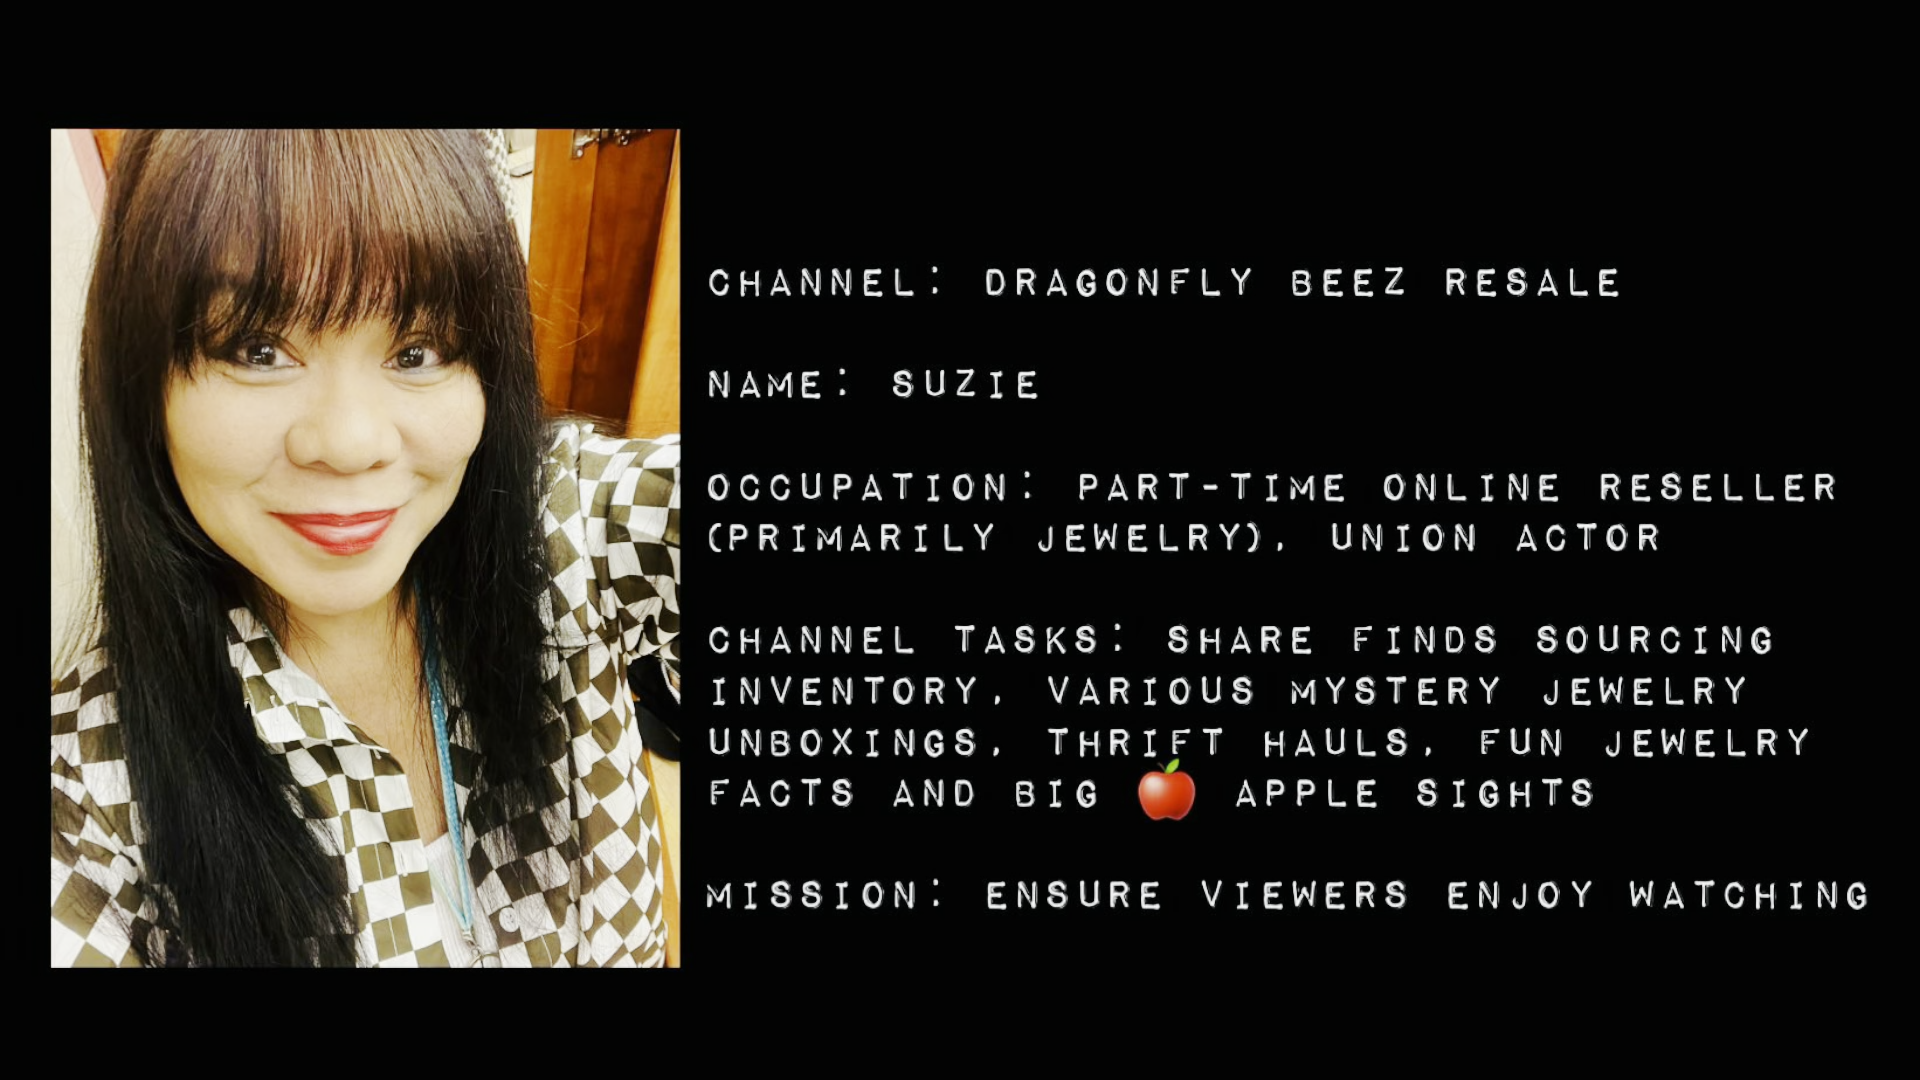 CHANNEL: DRAGONFLY BEEZ RESALE
NAME: SUZIE
OCCUPATION: PART-TIME ONLINE RESELLER
(PRIMARILY JEWELRY), UNION ACTOR
CHANNEL TASKS: SHARE FINDS SOURCING
INVENTORY, VARIOUS MYSTERY JEWELRY
UNBOXINGS, THRIFT HAULS, FUN JEWELRY
FACTS AND BIG 🍎 APPLE SIGHTS
MISSION: ENSURE VIEWERS ENJOY WATCHING